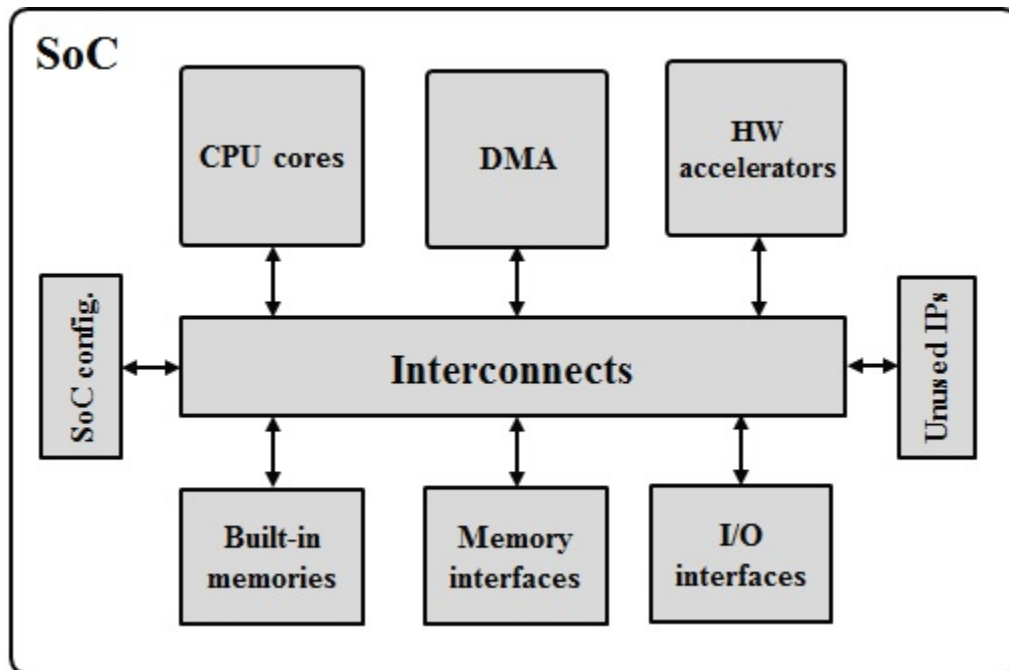 SoC
CPU cores
DMA
HW
accelerators
SoC config.
Interconnects
Unused IPs
Built-in
memories
Memory
interfaces
I/O
interfaces